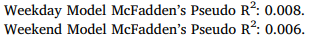 Weekday Model McFadden's Pseudo R²: 0.008.
Weekend Model McFadden's Pseudo R²: 0.006.